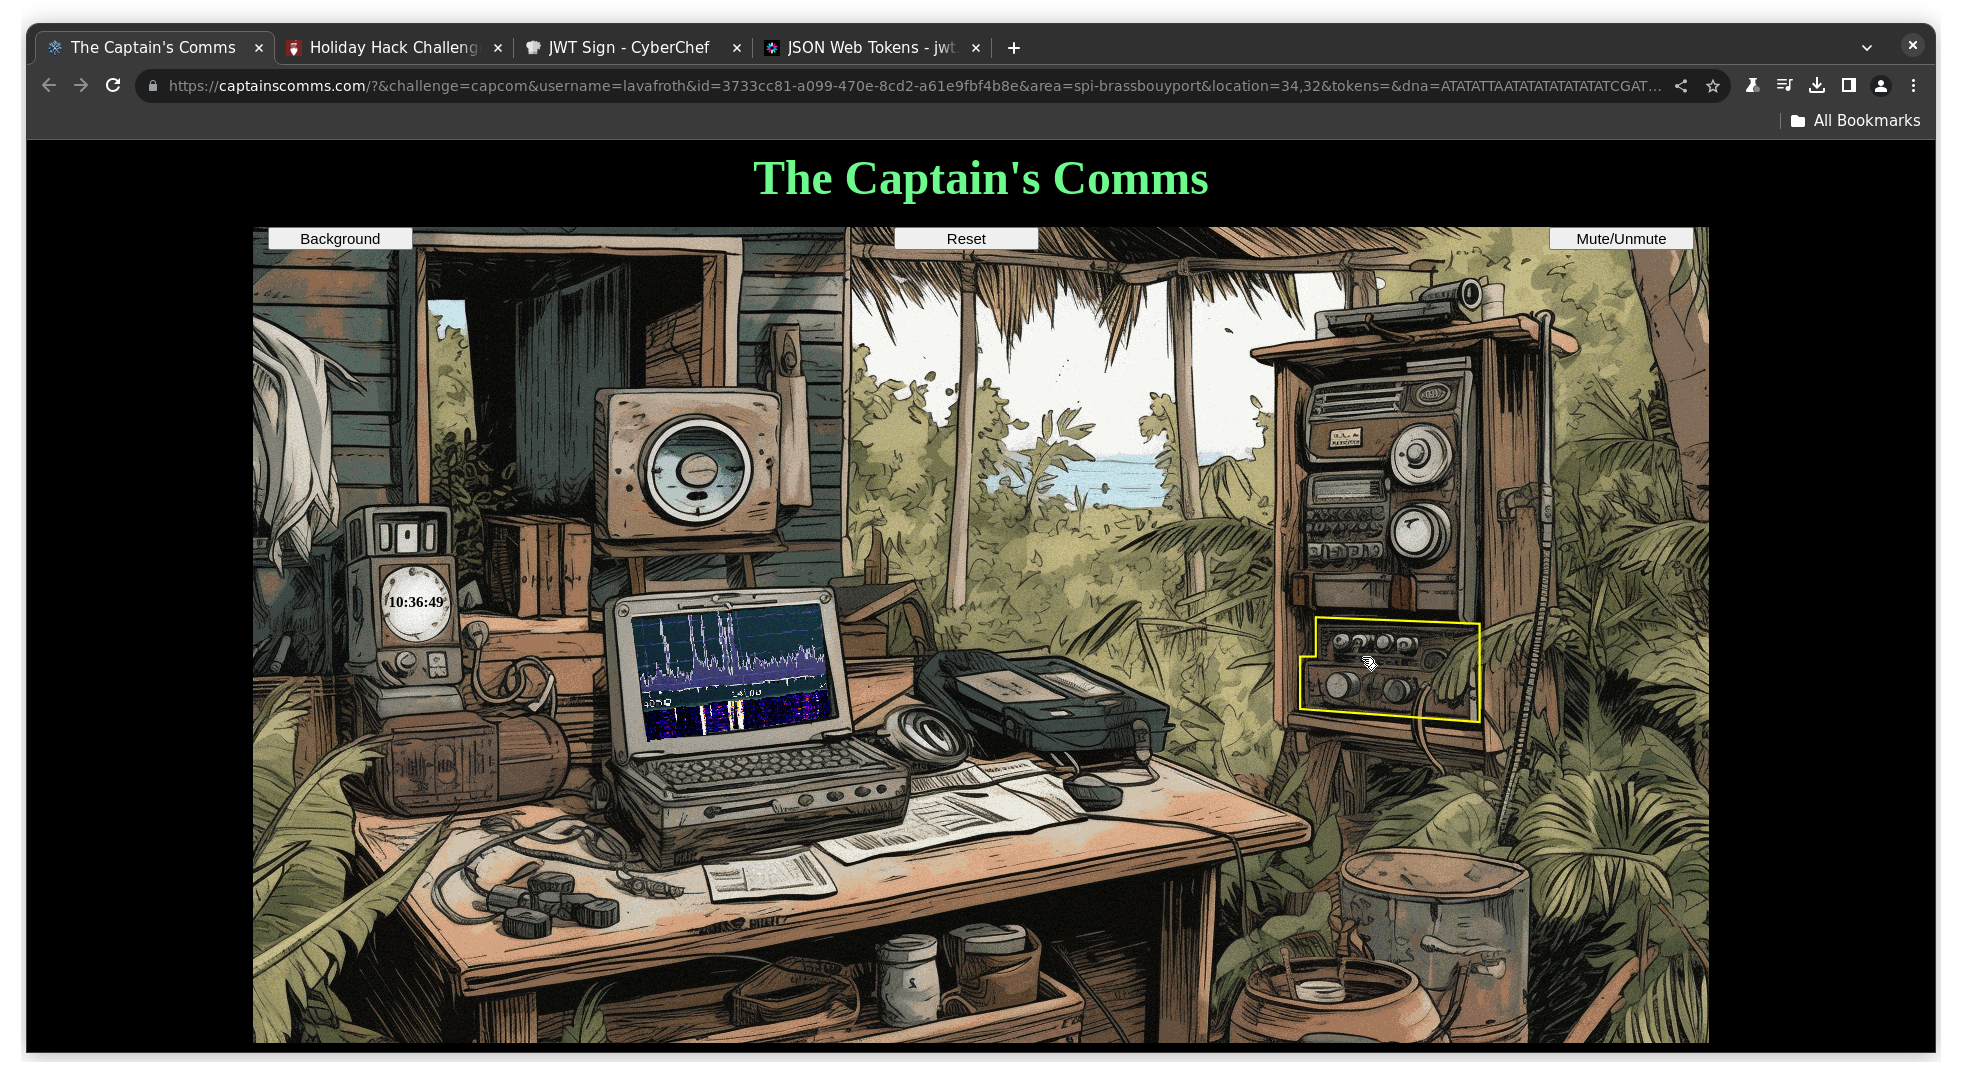 The Captain's Comms
Holiday Hack Challeng
JWT Sign - CyberChef
JSON Web Tokens - jwt.
https://captainscomms.com/?&challenge=capcom&username=lavafroth&id=3733cc81-a099-470e-8cd2-a61e9fbf4b8e&area=spi-brassbouyport&location=34,32&tokens=&dna=ATATATTAATATATATATATATCGAT…
All Bookmarks
The Captain's Comms
Background
Reset
Mute/Unmute
10:36:49